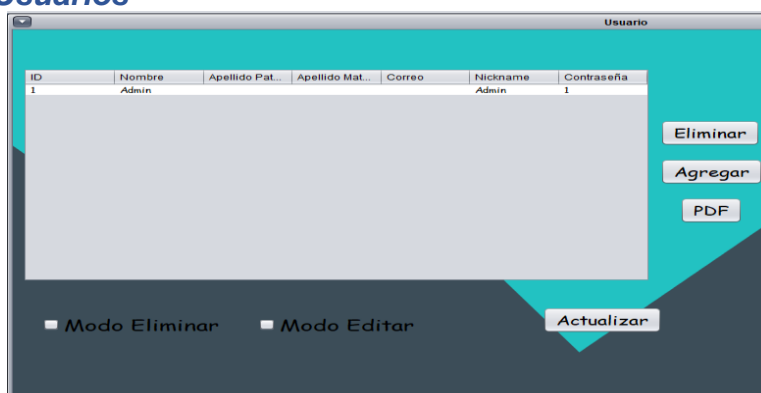 Usuarios
Usuario
ID Nombre Apellido Pat... Apellido Mat... Correo Nickname Contraseña
1 Admin Admin 1
Eliminar
Agregar
PDF
Modo Eliminar Modo Editar Actualizar